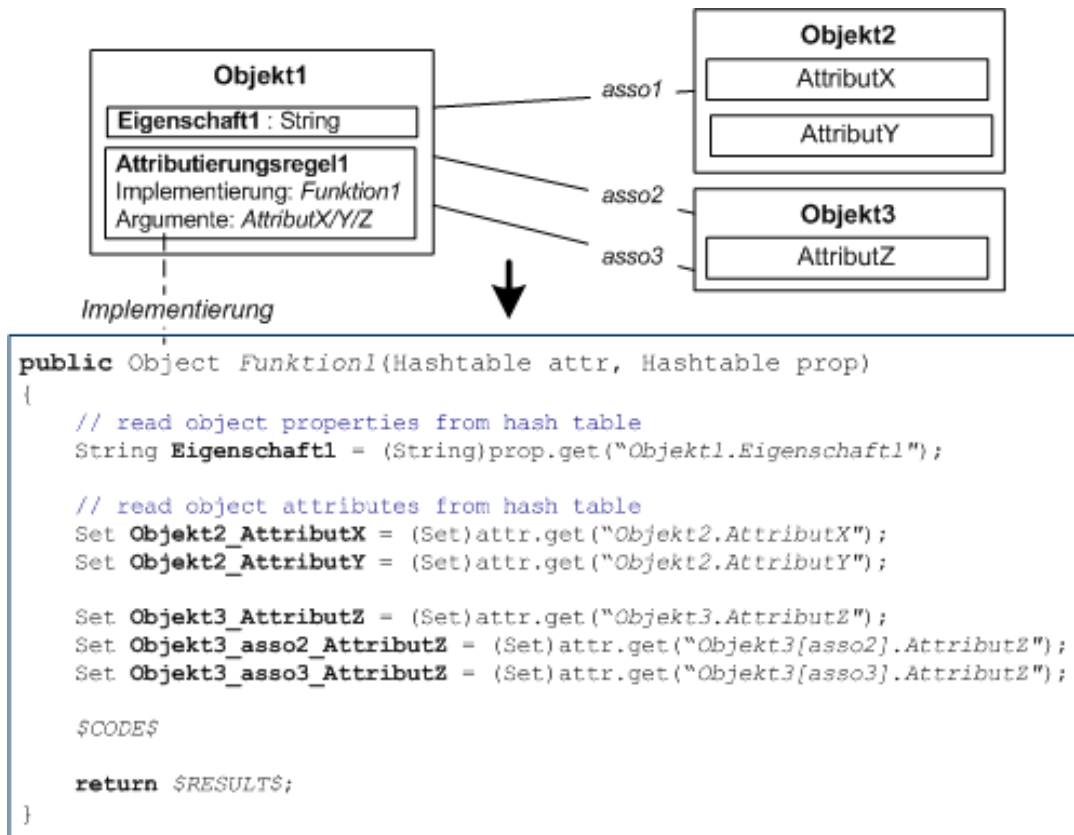 Objekt1
Eigenschaft1 : String
Attributierungsregel1
Implementierung: Funktion1
Argumente: AttributX/Y/Z
asso1
asso2
asso3
Objekt2
AttributX
AttributY
Objekt3
AttributZ
Implementierung
public Object Funktion1(Hashtable attr, Hashtable prop)
{
// read object properties from hash table
String Eigenschaft1 = (String)prop.get(“Objekt1.Eigenschaft1");
// read object attributes from hash table
Set Objekt2_AttributX = (Set)attr.get(“Objekt2.AttributX");
Set Objekt2_AttributY = (Set)attr.get(“Objekt2.AttributY");
Set Objekt3_AttributZ = (Set)attr.get(“Objekt3.AttributZ");
Set Objekt3_asso2_AttributZ = (Set)attr.get(“Objekt3[asso2].AttributZ");
Set Objekt3_asso3_AttributZ = (Set)attr.get(“Objekt3[asso3].AttributZ");
$CODE$
return $RESULT$;
}